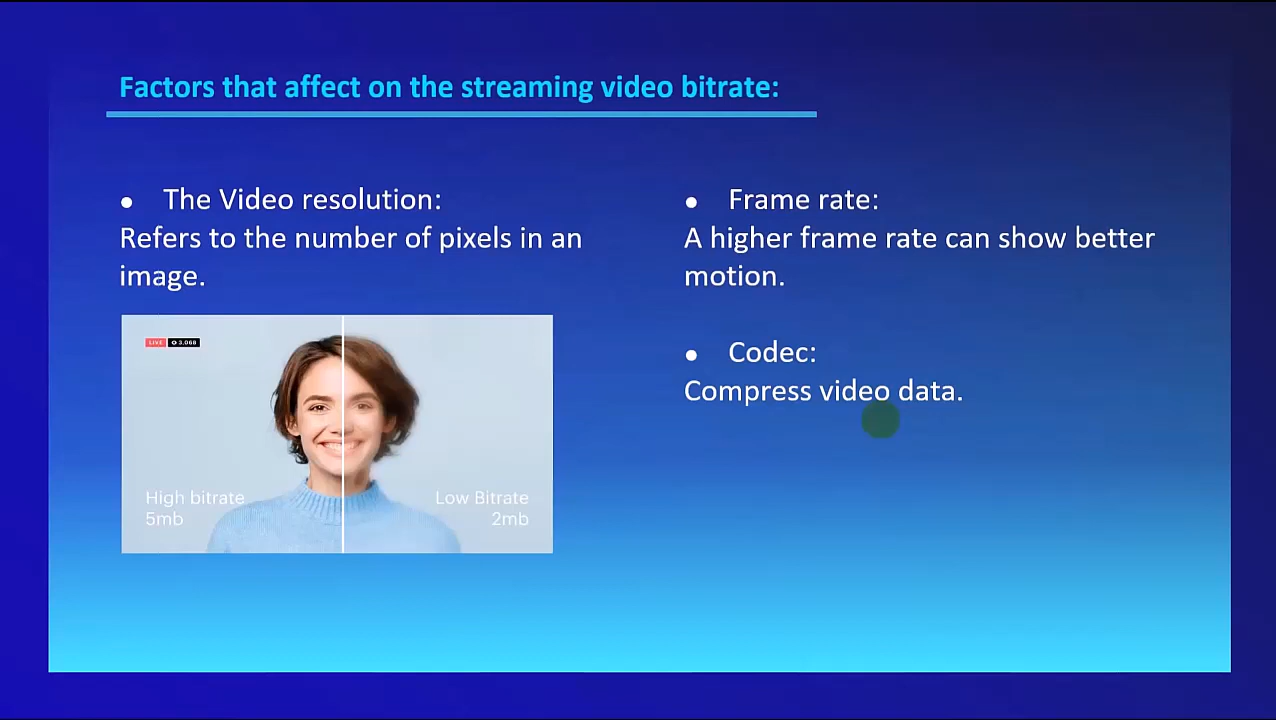 Factors that affect on the streaming video bitrate:
● The Video resolution:
Refers to the number of pixels in an
image.
LIVE 3,068
High bitrate
5mb
Low Bitrate
2mb
● Frame rate:
A higher frame rate can show better
motion.
● Codec:
Compress video data.